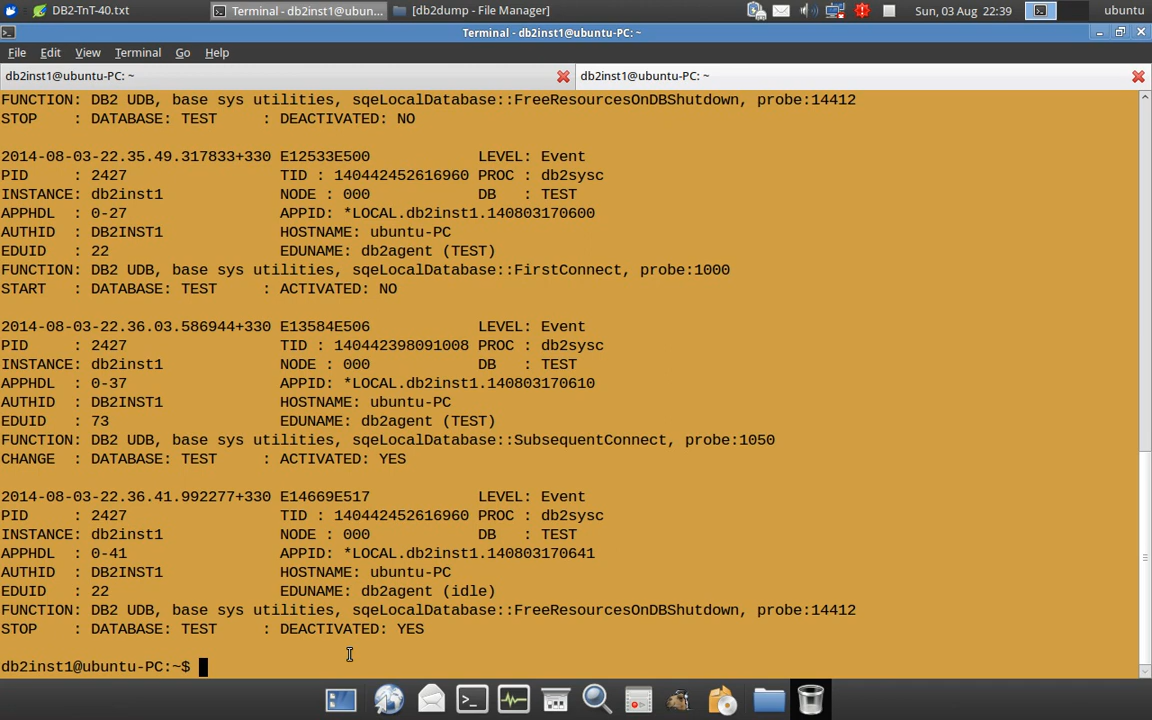 DB2-TnT-40.txt Terminal - db2inst1@ubun... [db2dump - File Manager] Sun, 03 Aug 22:39 ubuntu
Terminal - db2inst1@ubuntu-PC: ~
File Edit View Terminal Go Help
db2inst1@ubuntu-PC: ~ db2inst1@ubuntu-PC: ~
FUNCTION: DB2 UDB, base sys utilities, sqeLocalDatabase::FreeResourcesOnDBShutdown, probe:14412
STOP    : DATABASE: TEST     : DEACTIVATED: NO
2014-08-03-22.35.49.317833+330 E12533E500            LEVEL: Event
PID     : 2427                 TID : 140442452616960 PROC : db2sysc
INSTANCE: db2inst1             NODE : 000            DB   : TEST
APPHDL  : 0-27                 APPID: *LOCAL.db2inst1.140803170600
AUTHID  : DB2INST1             HOSTNAME: ubuntu-PC
EDUID   : 22                   EDUNAME: db2agent (TEST)
FUNCTION: DB2 UDB, base sys utilities, sqeLocalDatabase::FirstConnect, probe:1000
START   : DATABASE: TEST     : ACTIVATED: NO
2014-08-03-22.36.03.586944+330 E13584E506            LEVEL: Event
PID     : 2427                 TID : 140442398091008 PROC : db2sysc
INSTANCE: db2inst1             NODE : 000            DB   : TEST
APPHDL  : 0-37                 APPID: *LOCAL.db2inst1.140803170610
AUTHID  : DB2INST1             HOSTNAME: ubuntu-PC
EDUID   : 73                   EDUNAME: db2agent (TEST)
FUNCTION: DB2 UDB, base sys utilities, sqeLocalDatabase::SubsequentConnect, probe:1050
CHANGE  : DATABASE: TEST     : ACTIVATED: YES
2014-08-03-22.36.41.992277+330 E14669E517            LEVEL: Event
PID     : 2427                 TID : 140442452616960 PROC : db2sysc
INSTANCE: db2inst1             NODE : 000            DB   : TEST
APPHDL  : 0-41                 APPID: *LOCAL.db2inst1.140803170641
AUTHID  : DB2INST1             HOSTNAME: ubuntu-PC
EDUID   : 22                   EDUNAME: db2agent (idle)
FUNCTION: DB2 UDB, base sys utilities, sqeLocalDatabase::FreeResourcesOnDBShutdown, probe:14412
STOP    : DATABASE: TEST     : DEACTIVATED: YES
db2inst1@ubuntu-PC:~$